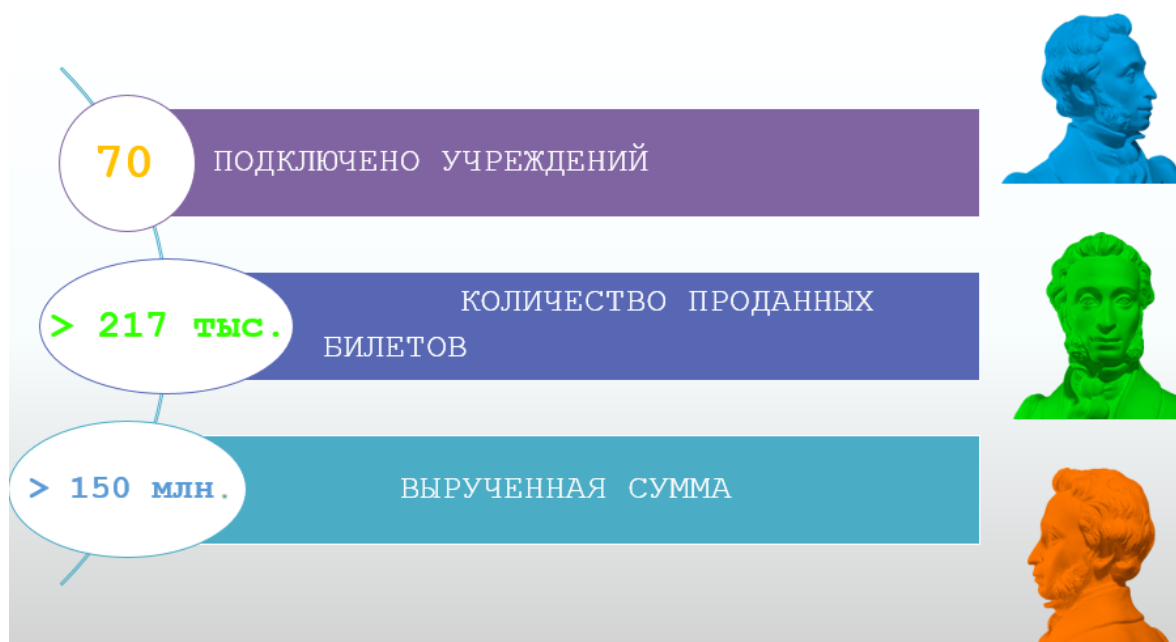 70
ПОДКЛЮЧЕНО УЧРЕЖДЕНИЙ
> 217 тыс.
КОЛИЧЕСТВО ПРОДАННЫХ
БИЛЕТОВ
> 150 млн.
ВЫРУЧЕННАЯ СУММА